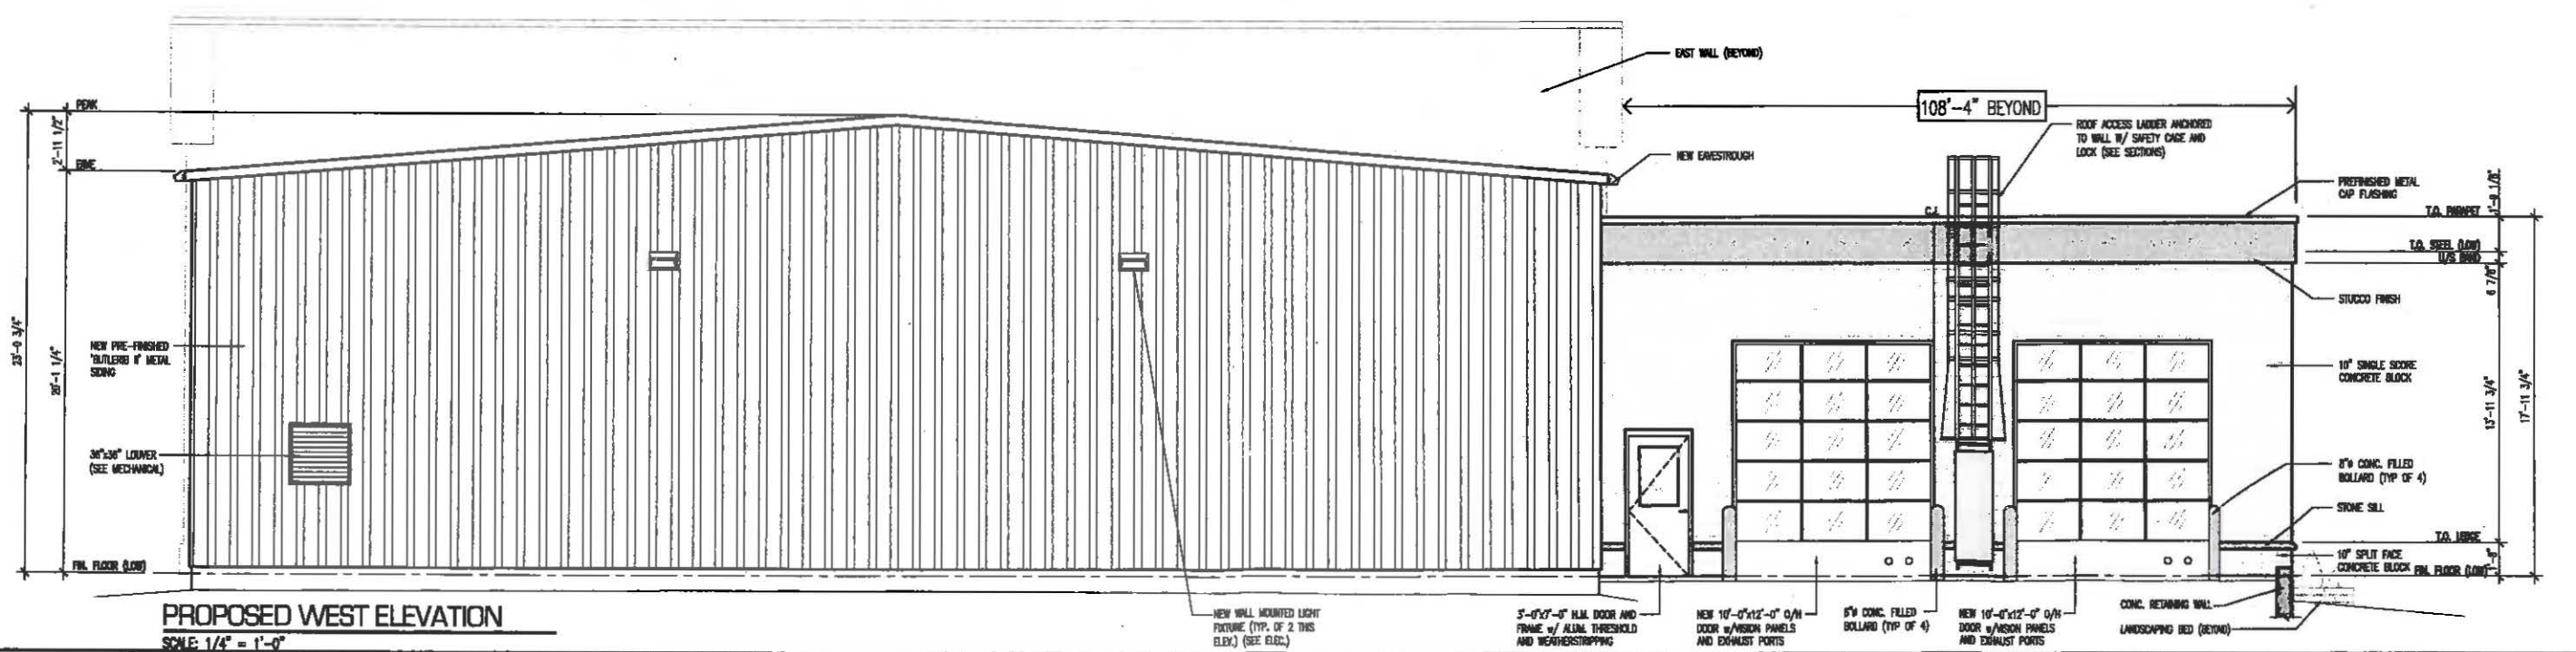 EAST WALL (BEYOND)
108'-4" BEYOND
PEAK
2'-11 1/2"
EAVE
ROOF ACCESS LADDER ANCHORED
TO WALL W/ SAFETY CAGE AND
LOCK (SEE SECTIONS)
NEW EAVESTROUGH
PREFINISHED METAL
CAP FLASHING
C.J.
T.O. PARAPET
1'-0 1/8"
T.O. STEEL (LOW)
U/S BAND
6 7/8"
STUCCO FINISH
23'-0 3/4"
20'-1 1/4"
NEW PRE-FINISHED
'BUTLERIB II' METAL
SIDING
10" SINGLE SCORE
CONCRETE BLOCK
13'-11 3/4"
17'-11 3/4"
36"x36" LOUVER
(SEE MECHANICAL)
8"ø CONC. FILLED
BOLLARD (TYP OF 4)
STONE SILL
T.O. LEDGE
10" SPLIT FACE
CONCRETE BLOCK
FIN. FLOOR (LOW)
FIN. FLOOR (LOW)
PROPOSED WEST ELEVATION
SCALE: 1/4" = 1'-0"
NEW WALL MOUNTED LIGHT
FIXTURE (TYP. OF 2 THIS
ELEV.) (SEE ELEC.)
3'-0"x7'-0" H.M. DOOR AND
FRAME w/ ALUM. THRESHOLD
AND WEATHERSTRIPPING
NEW 10'-0"x12'-0" O/H
DOOR w/VISION PANELS
AND EXHAUST PORTS
8"ø CONC. FILLED
BOLLARD (TYP OF 4)
NEW 10'-0"x12'-0" O/H
DOOR w/VISION PANELS
AND EXHAUST PORTS
CONC. RETAINING WALL
LANDSCAPING BED (BEYOND)